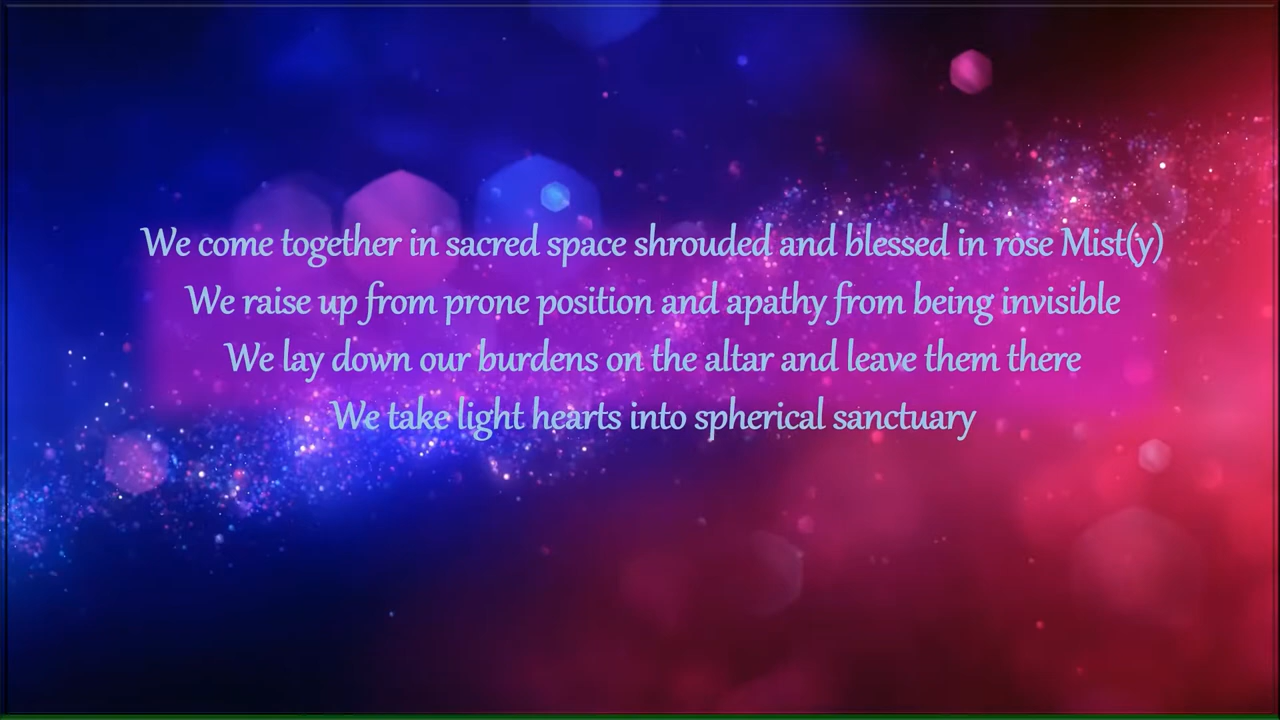 We come together in sacred space shrouded and blessed in rose Mist(y)
We raise up from prone position and apathy from being invisible
We lay down our burdens on the altar and leave them there
We take light hearts into spherical sanctuary